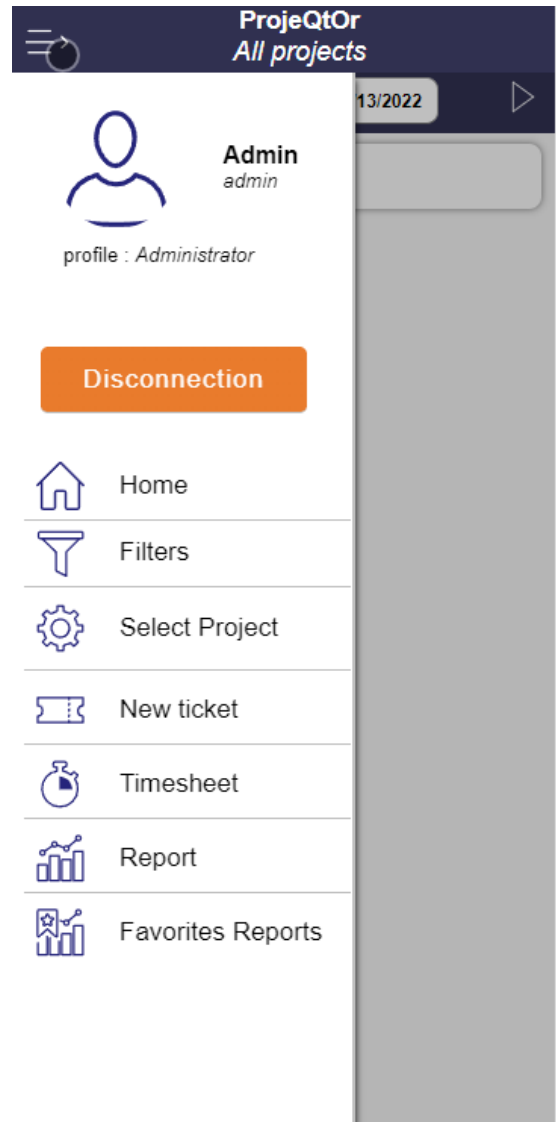 ProjeQtOr
All projects
/13/2022
Admin
admin
profile : Administrator
Disconnection
Home
Filters
Select Project
New ticket
Timesheet
Report
Favorites Reports